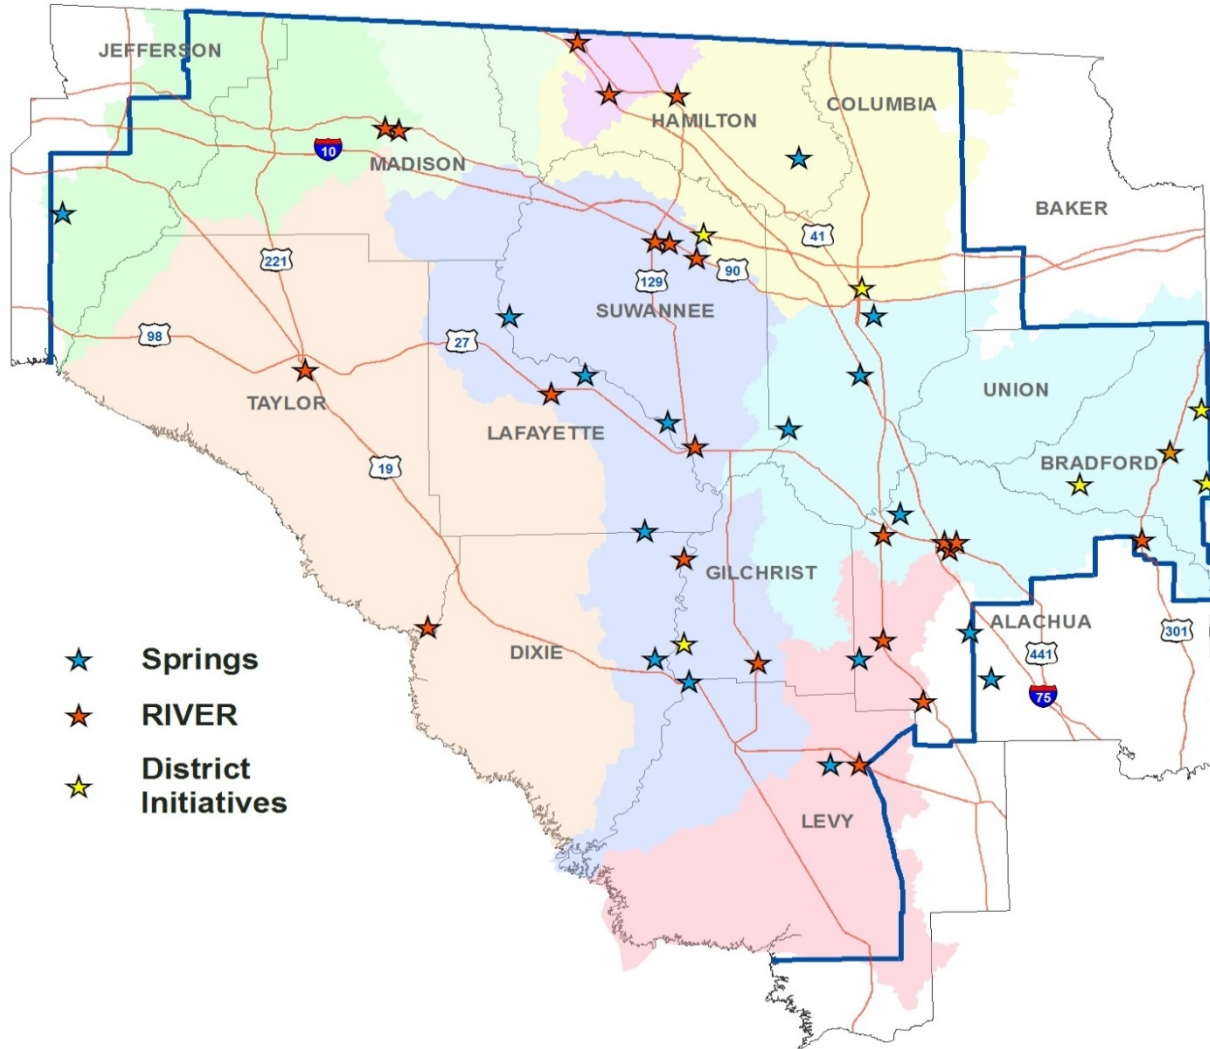 JEFFERSON
COLUMBIA
HAMILTON
10
MADISON
BAKER
41
221
90
129
SUWANNEE
98
27
UNION
TAYLOR
LAFAYETTE
BRADFORD
19
GILCHRIST
ALACHUA
301
DIXIE
441
75
Springs
RIVER
District
Initiatives
LEVY